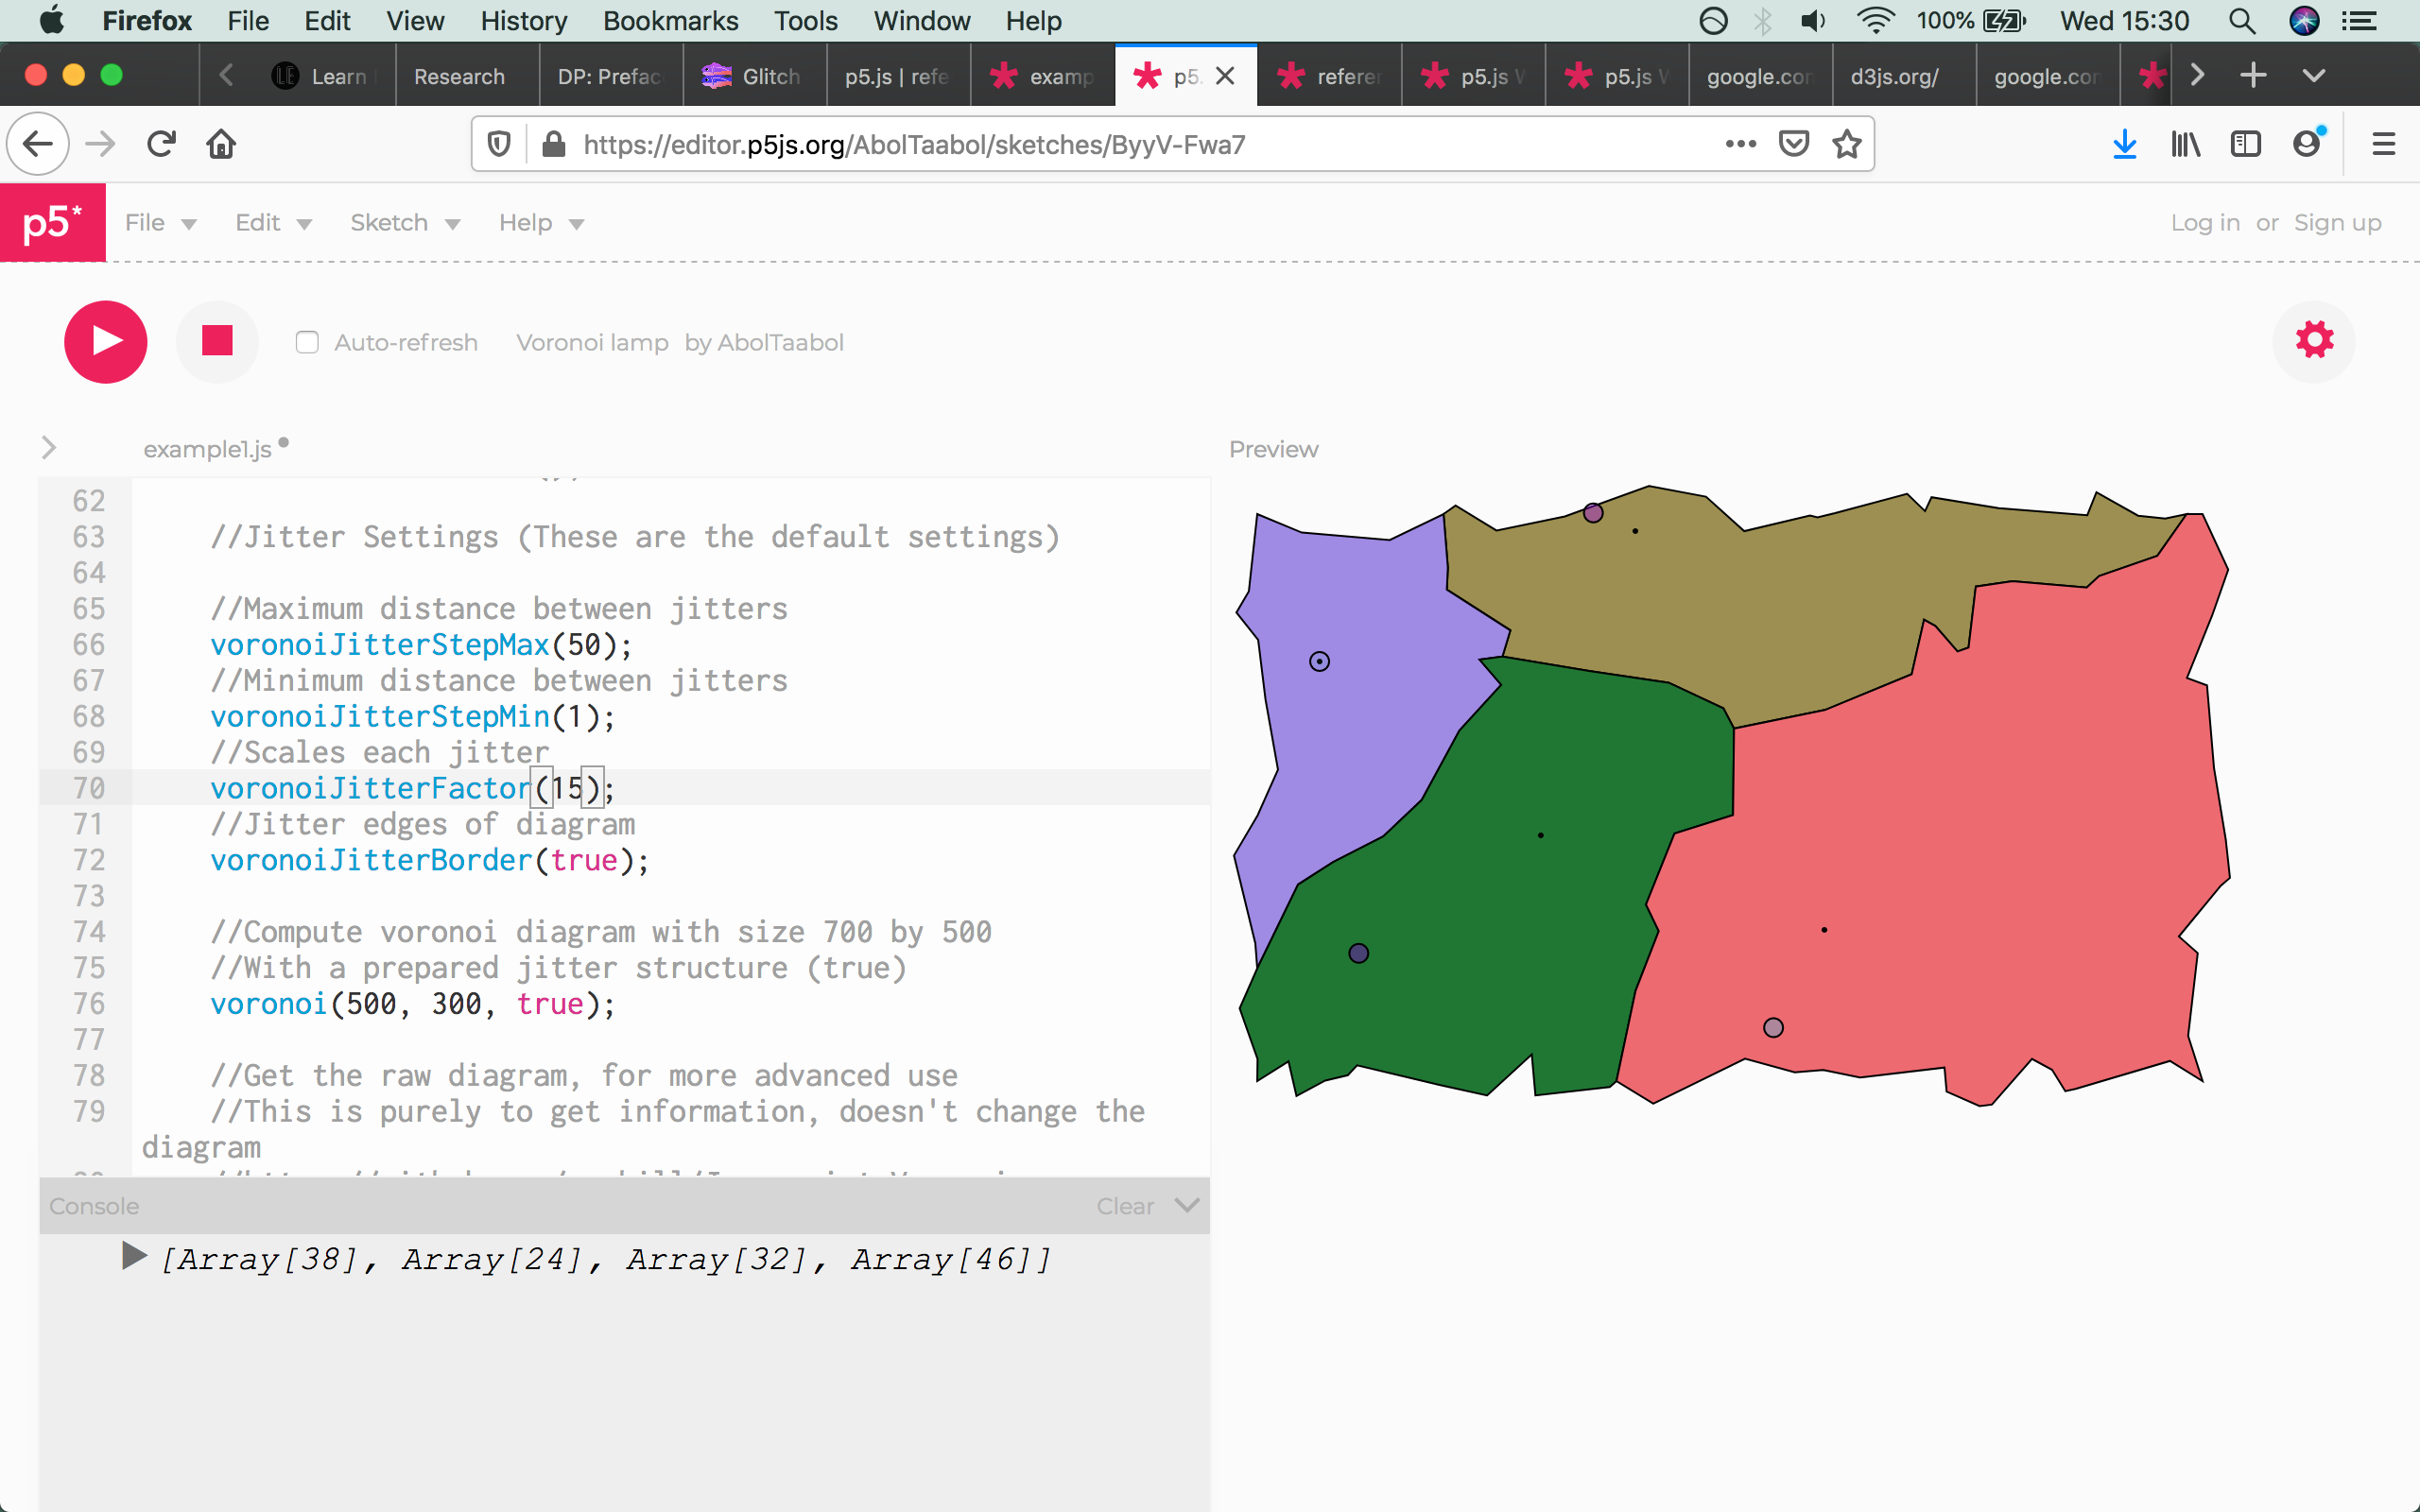 Firefox File Edit View History Bookmarks Tools Window Help 100% Wed 15:30
LE Learn Research DP: Preface Glitch p5.js | refe examp p5. referer p5.js p5.js google.com d3js.org/ google.com
https://editor.p5js.org/AbolTaabol/sketches/ByyV-Fwa7
p5* File Edit Sketch Help Log in or Sign up
Auto-refresh Voronoi lamp by AbolTaabol
example1.js Preview
62
63 //Jitter Settings (These are the default settings)
64
65 //Maximum distance between jitters
66 voronoiJitterStepMax(50);
67 //Minimum distance between jitters
68 voronoiJitterStepMin(1);
69 //Scales each jitter
70 voronoiJitterFactor(15);
71 //Jitter edges of diagram
72 voronoiJitterBorder(true);
73
74 //Compute voronoi diagram with size 700 by 500
75 //With a prepared jitter structure (true)
76 voronoi(500, 300, true);
77
78 //Get the raw diagram, for more advanced use
79 //This is purely to get information, doesn't change the
diagram
Console Clear
[Array[38], Array[24], Array[32], Array[46]]